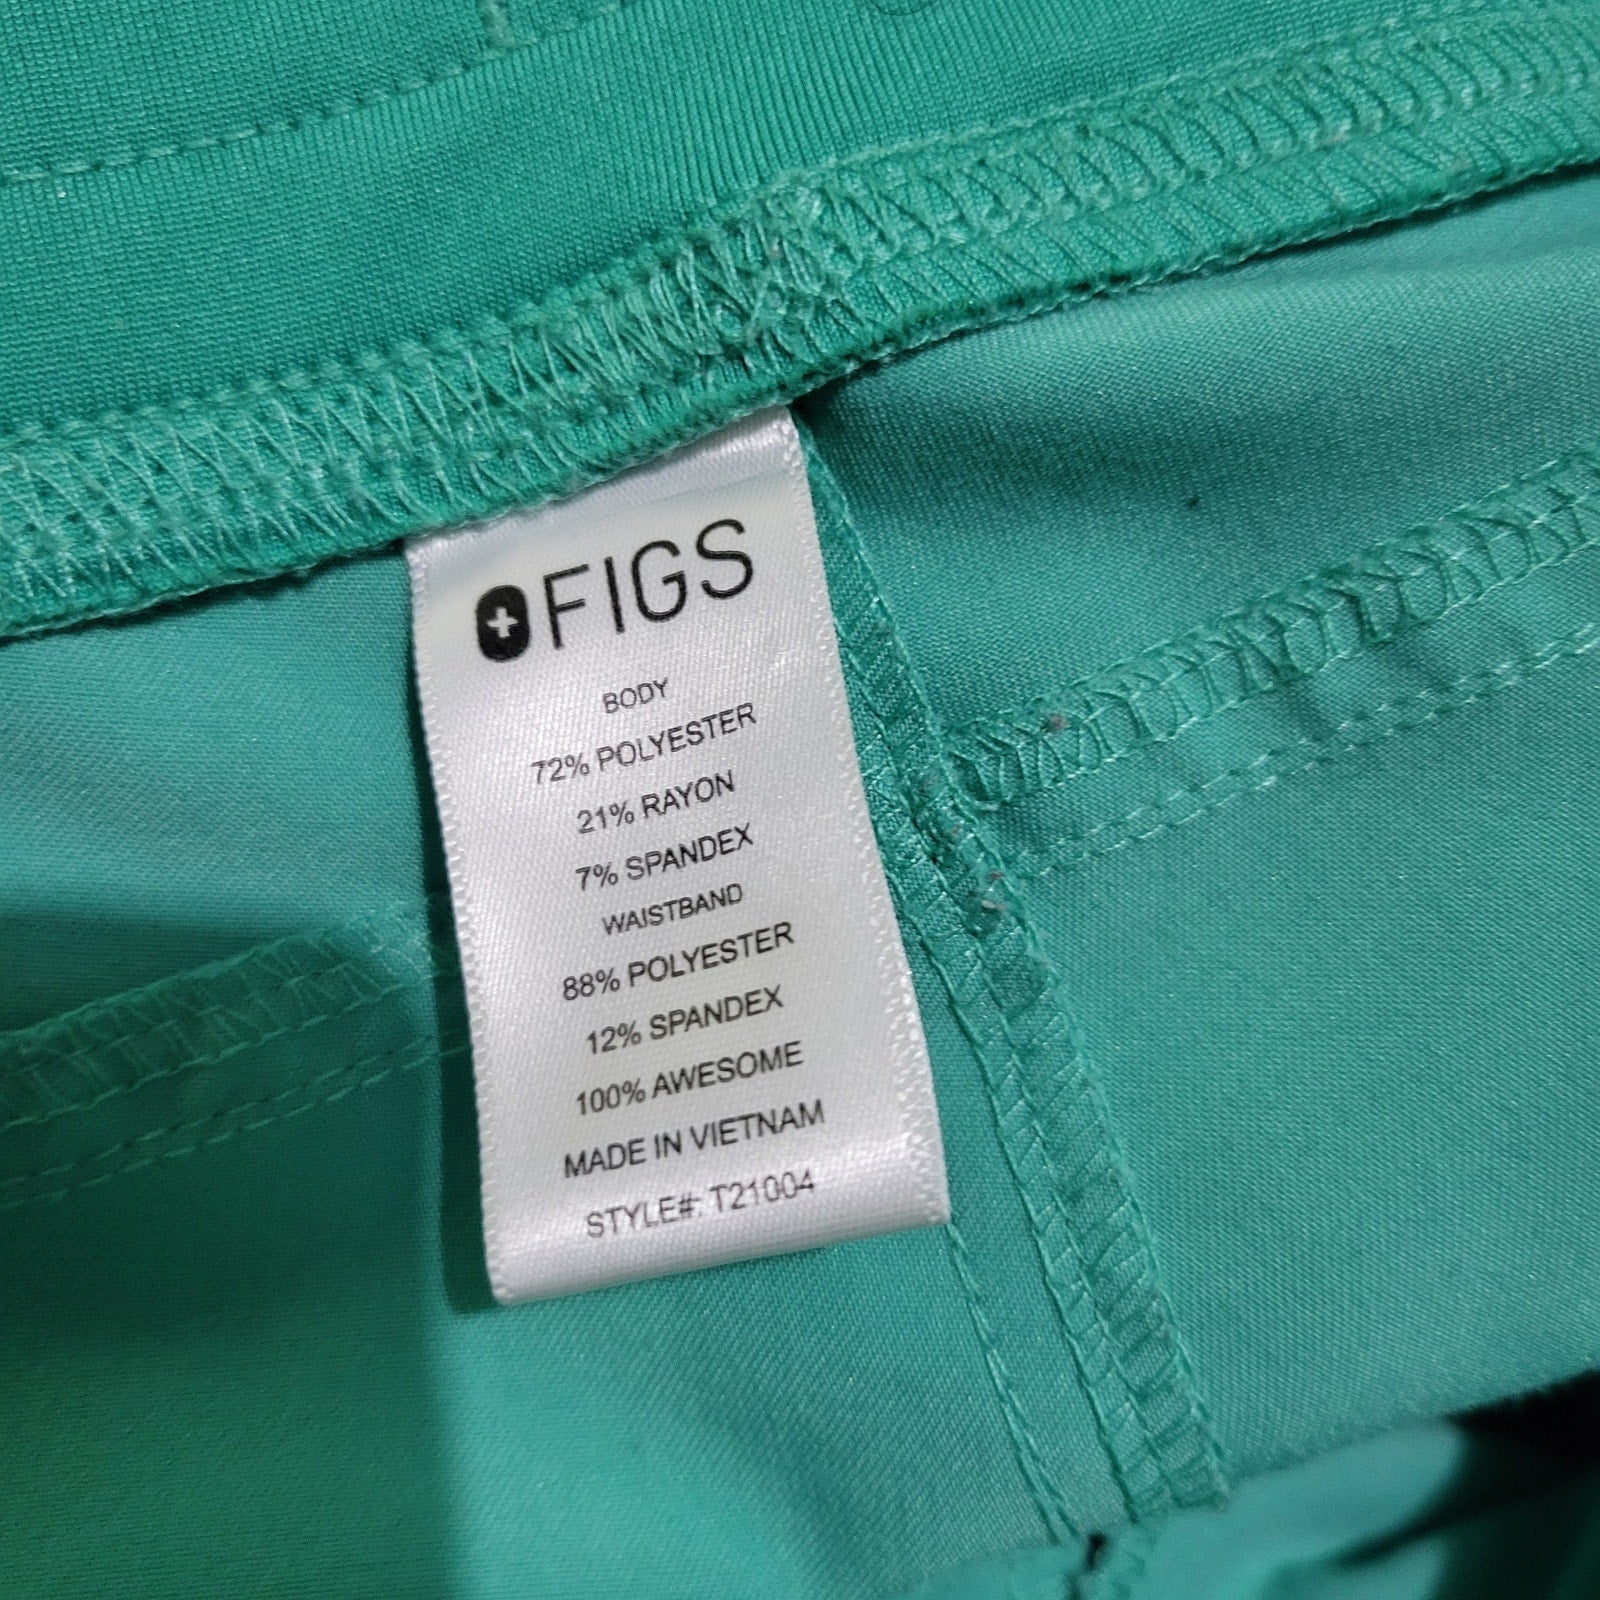 FIGS
BODY
72% POLYESTER
21% RAYON
7% SPANDEX
WAISTBAND
88% POLYESTER
12% SPANDEX
100% AWESOME
MADE IN VIETNAM
STYLE#: T21004